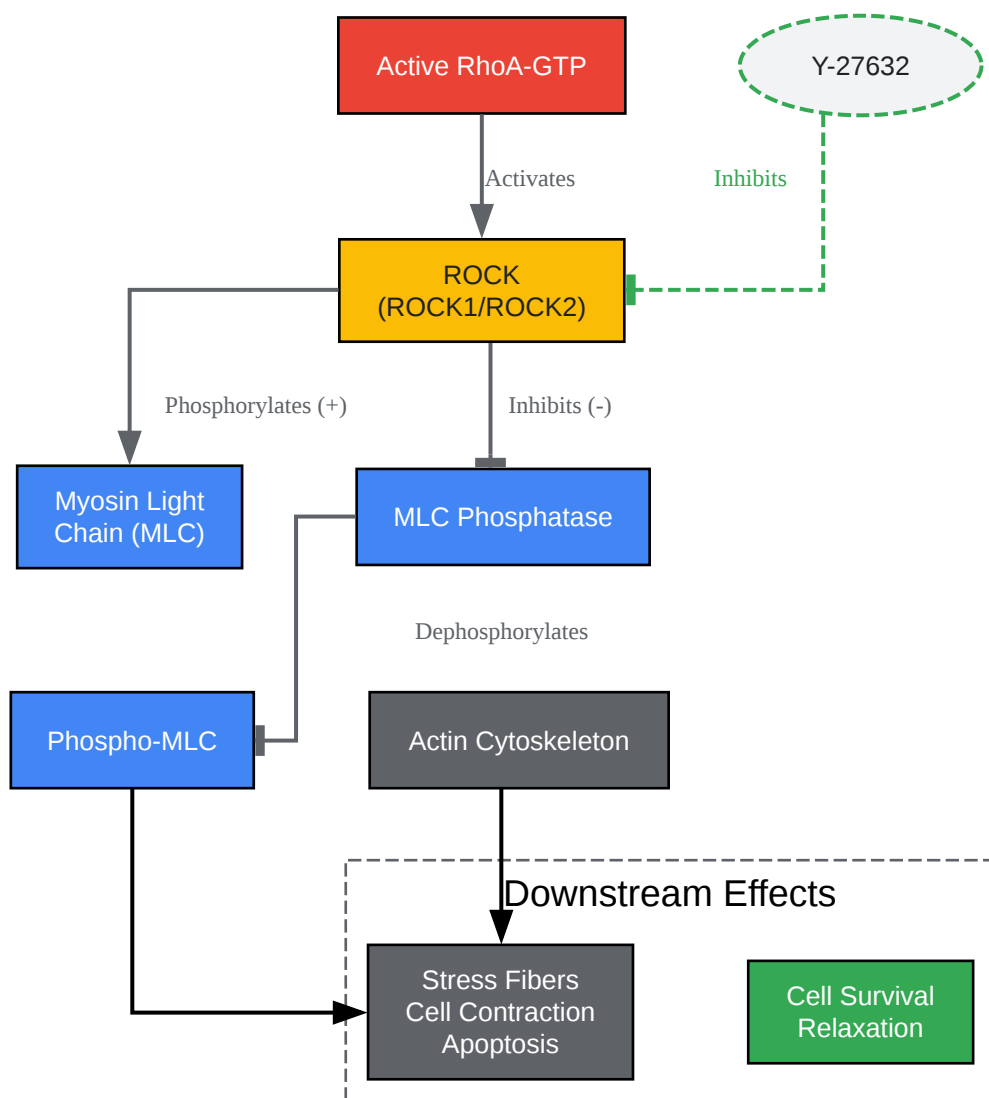 Active RhoA-GTP
Y-27632
Activates
Inhibits
ROCK
(ROCK1/ROCK2)
Phosphorylates (+)
Inhibits (-)
Myosin Light
Chain (MLC)
MLC Phosphatase
Dephosphorylates
Phospho-MLC
Actin Cytoskeleton
Downstream Effects
Stress Fibers
Cell Contraction
Apoptosis
Cell Survival
Relaxation